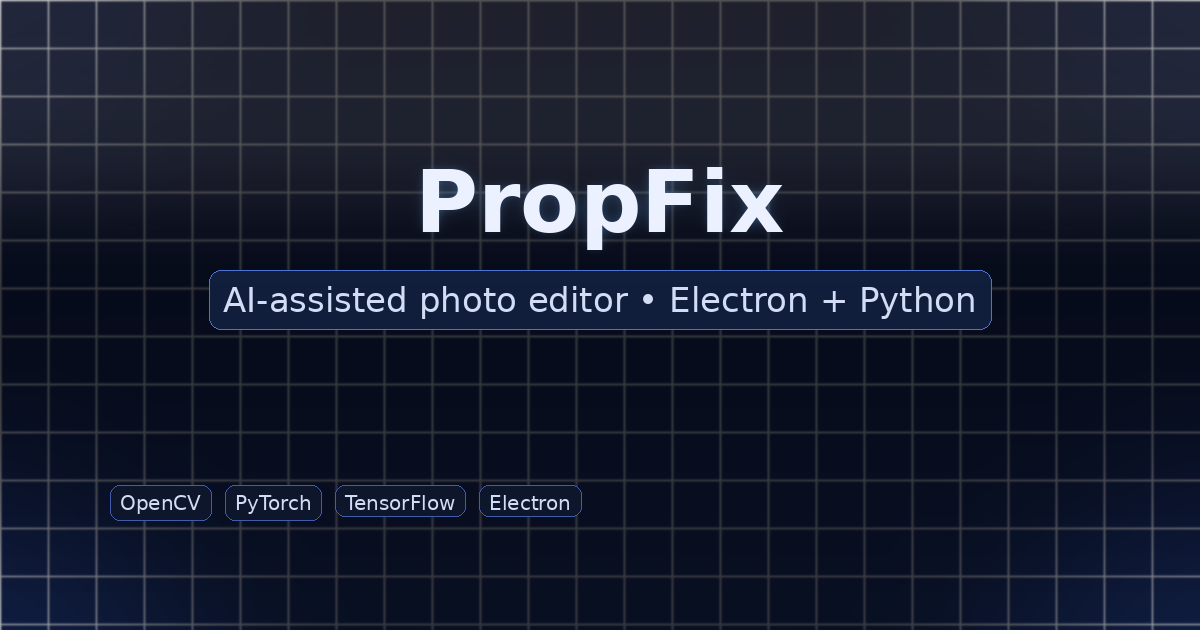 PropFix
AI-assisted photo editor • Electron + Python
OpenCV PyTorch TensorFlow Electron